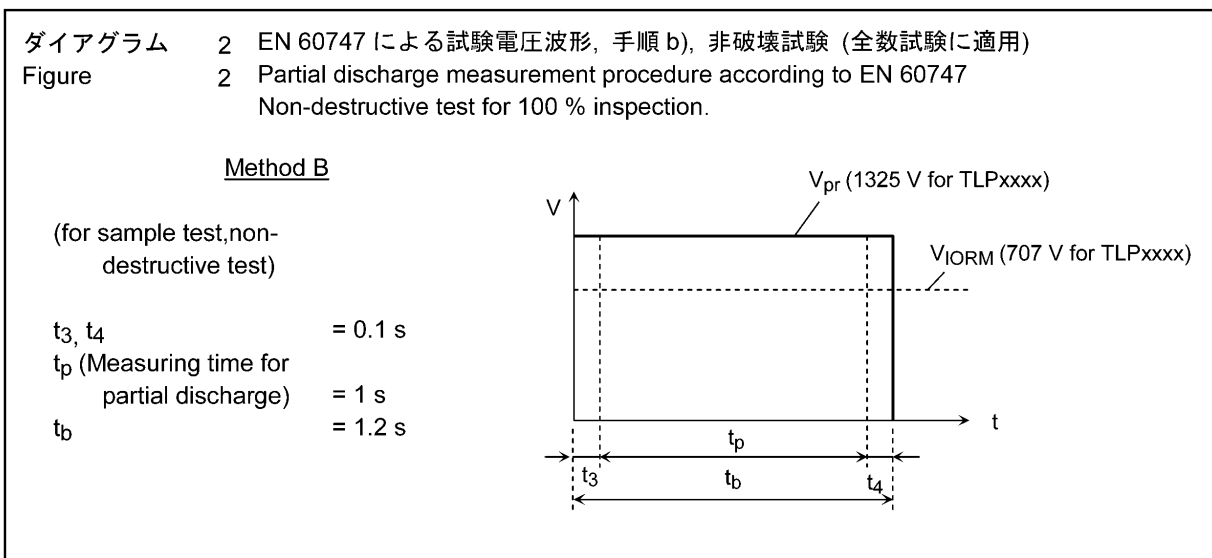 ダイアグラム 2 EN 60747 による試験電圧波形, 手順 b), 非破壊試験 (全数試験に適用)
Figure 2 Partial discharge measurement procedure according to EN 60747
Non-destructive test for 100 % inspection.
Method B
(for sample test,non-
destructive test)
t3, t4 = 0.1 s
tp (Measuring time for
partial discharge) = 1 s
tb = 1.2 s
Vpr (1325 V for TLPxxxx)
V
VIORM (707 V for TLPxxxx)
t
tp
t3 tb t4